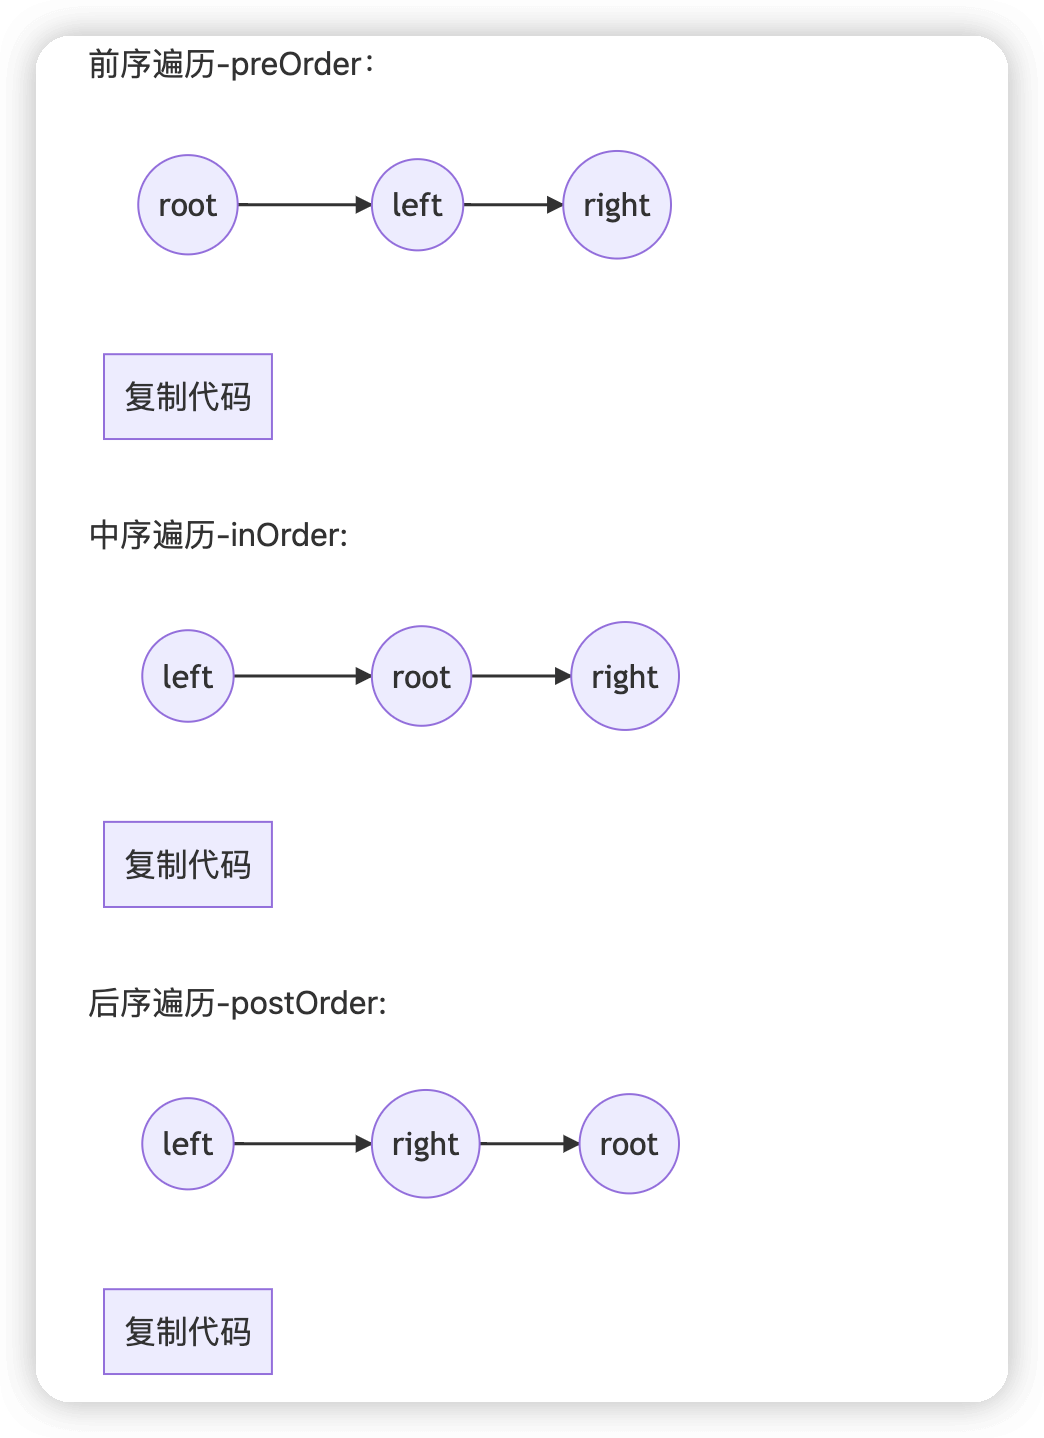 前序遍历-preOrder：
root left right
复制代码
中序遍历-inOrder:
left root right
复制代码
后序遍历-postOrder:
left right root
复制代码